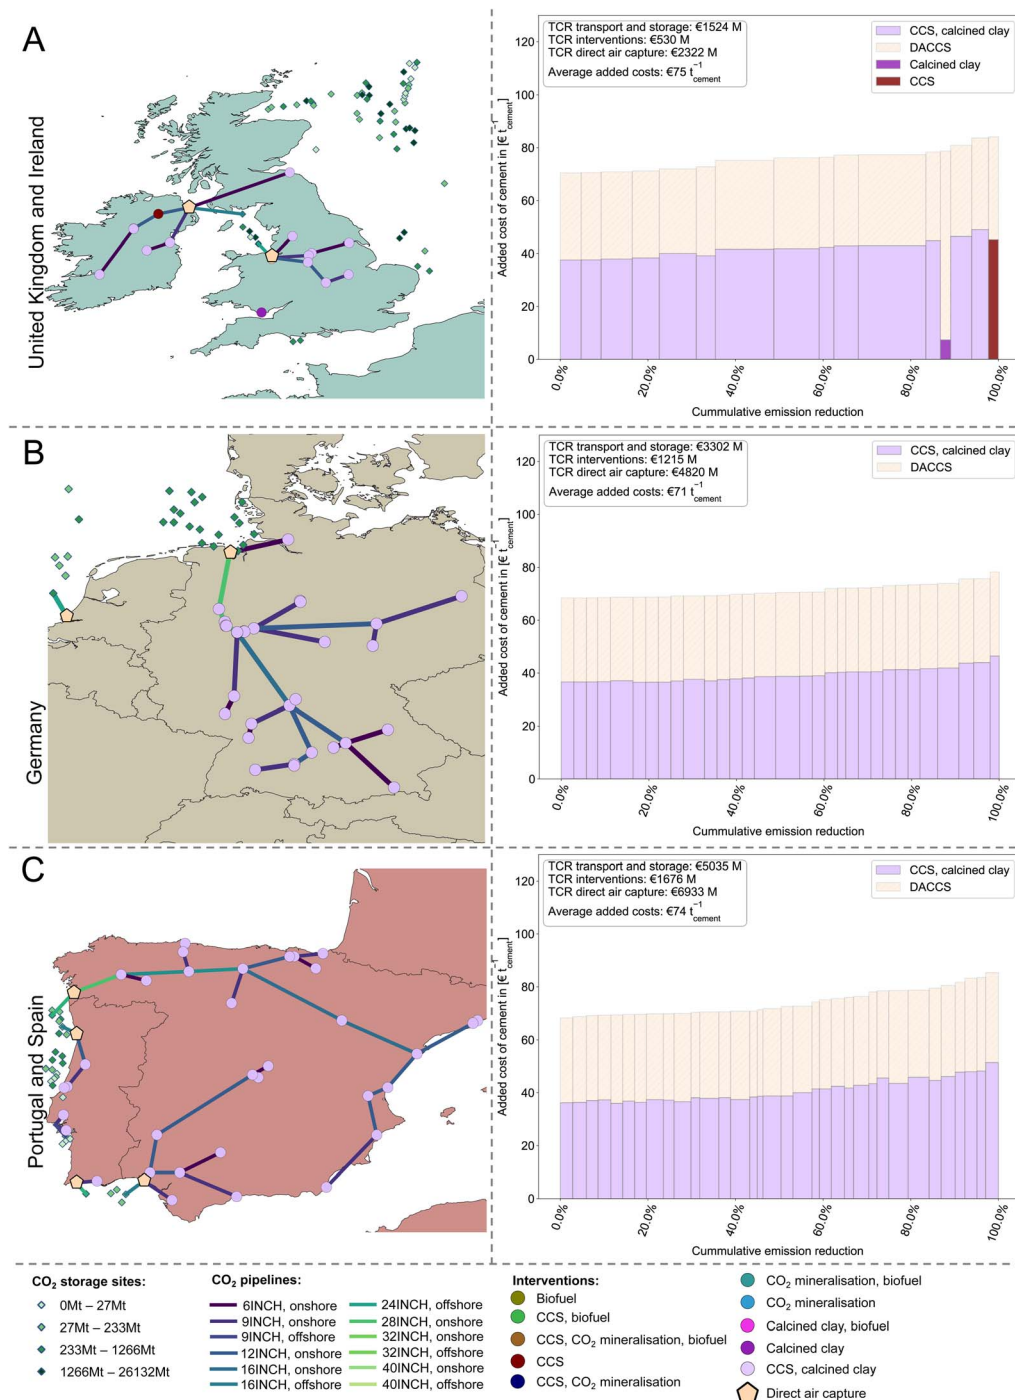 A
United Kingdom and Ireland
TCR transport and storage: €1524 M
TCR interventions: €530 M
TCR direct air capture: €2322 M
Average added costs: €75 t⁻¹cement
CCS, calcined clay
DACCS
Calcined clay
CCS
Added cost of cement in [€ t⁻¹cement]
120
100
80
60
40
20
0
0.0%
20.0%
40.0%
60.0%
80.0%
100.0%
Cummulative emission reduction
B
Germany
TCR transport and storage: €3302 M
TCR interventions: €1215 M
TCR direct air capture: €4820 M
Average added costs: €71 t⁻¹cement
CCS, calcined clay
DACCS
Added cost of cement in [€ t⁻¹cement]
120
100
80
60
40
20
0
0.0%
20.0%
40.0%
60.0%
80.0%
100.0%
Cummulative emission reduction
C
Portugal and Spain
TCR transport and storage: €5035 M
TCR interventions: €1676 M
TCR direct air capture: €6933 M
Average added costs: €74 t⁻¹cement
CCS, calcined clay
DACCS
Added cost of cement in [€ t⁻¹cement]
120
100
80
60
40
20
0
0.0%
20.0%
40.0%
60.0%
80.0%
100.0%
Cummulative emission reduction
CO₂ storage sites:
0Mt – 27Mt
27Mt – 233Mt
233Mt – 1266Mt
1266Mt – 26132Mt
CO₂ pipelines:
6INCH, onshore
9INCH, onshore
9INCH, offshore
12INCH, onshore
16INCH, onshore
16INCH, offshore
24INCH, offshore
28INCH, onshore
32INCH, onshore
32INCH, offshore
40INCH, onshore
40INCH, offshore
Interventions:
Biofuel
CCS, biofuel
CCS, CO₂ mineralisation, biofuel
CCS
CCS, CO₂ mineralisation
CO₂ mineralisation, biofuel
CO₂ mineralisation
Calcined clay, biofuel
Calcined clay
CCS, calcined clay
Direct air capture